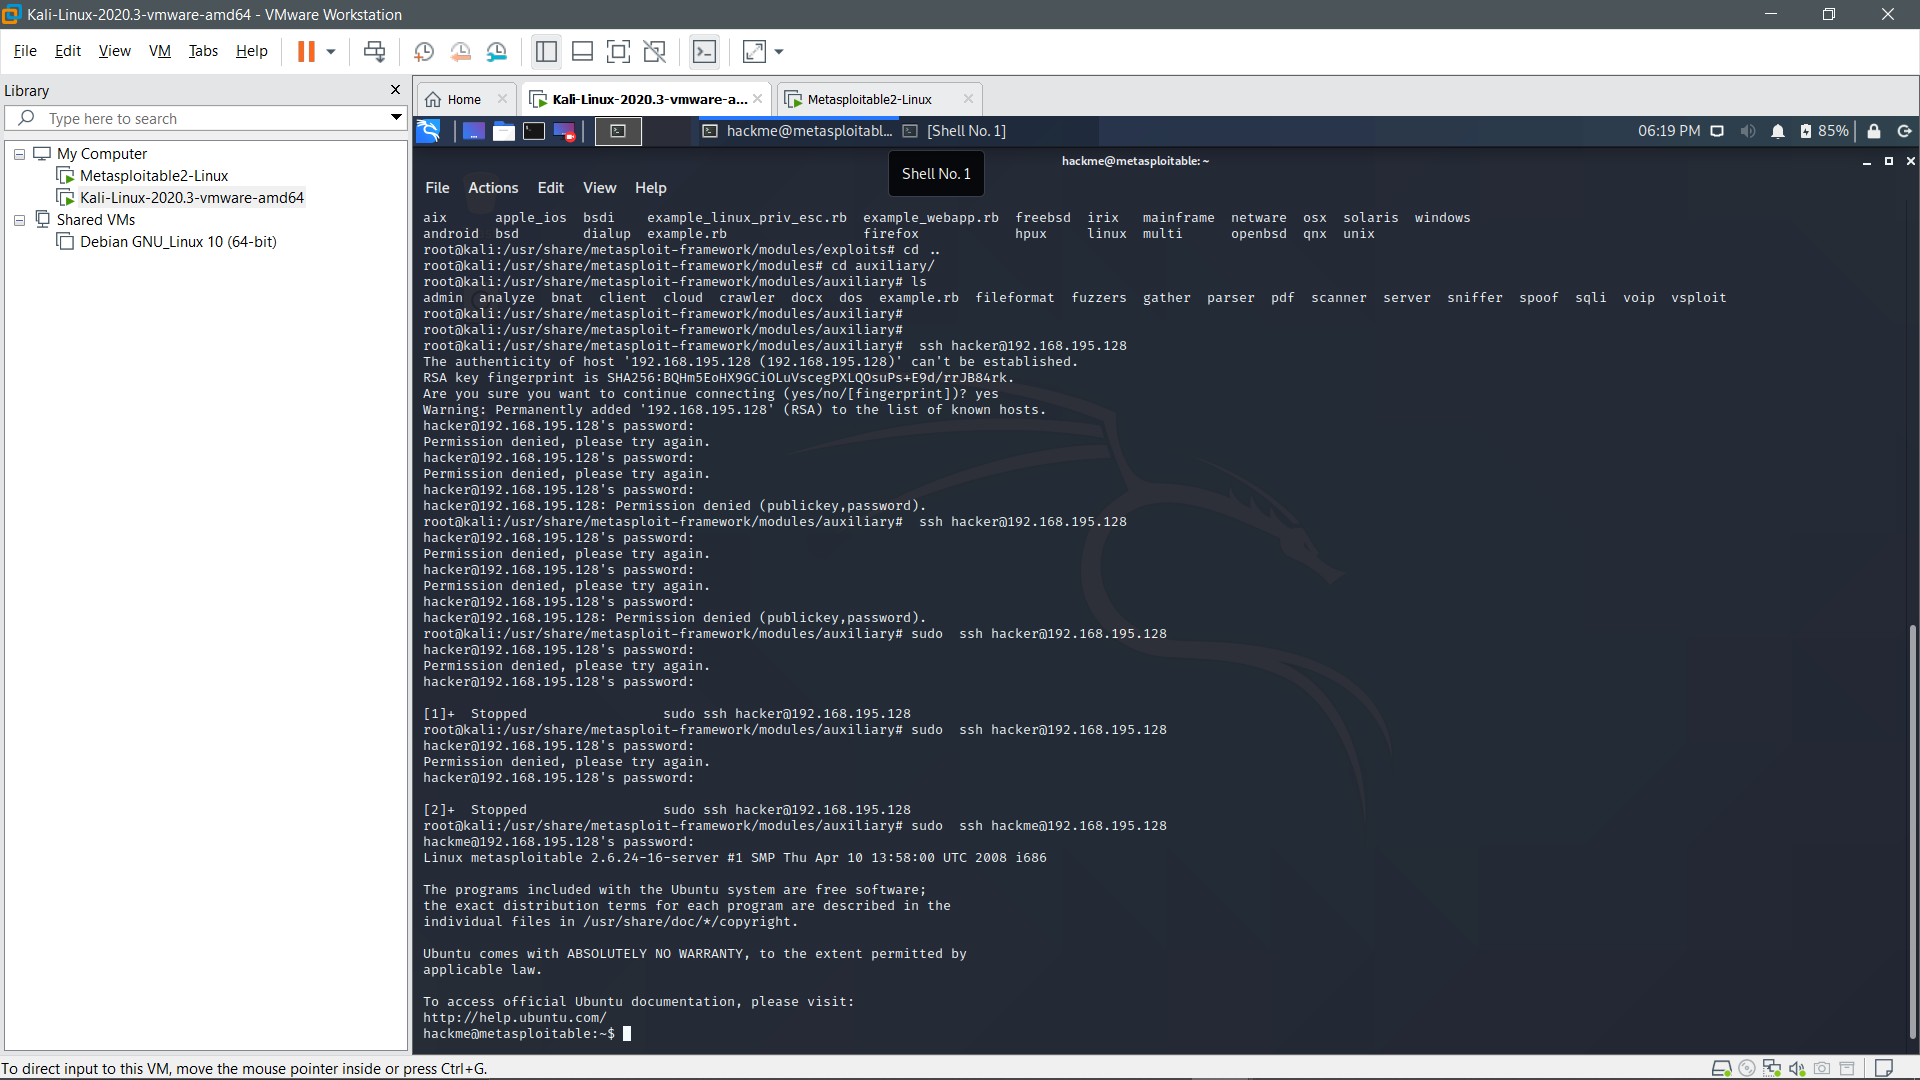 Kali-Linux-2020.3-vmware-amd64 - VMware Workstation
File Edit View VM Tabs Help
Library
Type here to search
My Computer
Metasploitable2-Linux
Kali-Linux-2020.3-vmware-amd64
Shared VMs
Debian GNU_Linux 10 (64-bit)
Home Kali-Linux-2020.3-vmware-a... Metasploitable2-Linux
hackme@metasploitabl... [Shell No. 1] 06:19 PM 85%
hackme@metasploitable: ~
Shell No. 1
File Actions Edit View Help
aix apple_ios bsdi example_linux_priv_esc.rb example_webapp.rb freebsd irix mainframe netware osx solaris windows
android bsd dialup example.rb firefox hpux linux multi openbsd qnx unix
root@kali:/usr/share/metasploit-framework/modules/exploits# cd ..
root@kali:/usr/share/metasploit-framework/modules# cd auxiliary/
root@kali:/usr/share/metasploit-framework/modules/auxiliary# ls
admin analyze bnat client cloud crawler docx dos example.rb fileformat fuzzers gather parser pdf scanner server sniffer spoof sqli voip vsploit
root@kali:/usr/share/metasploit-framework/modules/auxiliary#
root@kali:/usr/share/metasploit-framework/modules/auxiliary#
root@kali:/usr/share/metasploit-framework/modules/auxiliary# ssh hacker@192.168.195.128
The authenticity of host '192.168.195.128 (192.168.195.128)' can't be established.
RSA key fingerprint is SHA256:BQHm5EoHX9GCiOLuVscegPXLQOsuPs+E9d/rrJB84rk.
Are you sure you want to continue connecting (yes/no/[fingerprint])? yes
Warning: Permanently added '192.168.195.128' (RSA) to the list of known hosts.
hacker@192.168.195.128's password:
Permission denied, please try again.
hacker@192.168.195.128's password:
Permission denied, please try again.
hacker@192.168.195.128's password:
hacker@192.168.195.128: Permission denied (publickey,password).
root@kali:/usr/share/metasploit-framework/modules/auxiliary# ssh hacker@192.168.195.128
hacker@192.168.195.128's password:
Permission denied, please try again.
hacker@192.168.195.128's password:
Permission denied, please try again.
hacker@192.168.195.128's password:
hacker@192.168.195.128: Permission denied (publickey,password).
root@kali:/usr/share/metasploit-framework/modules/auxiliary# sudo ssh hacker@192.168.195.128
hacker@192.168.195.128's password:
Permission denied, please try again.
hacker@192.168.195.128's password:
[1]+ Stopped sudo ssh hacker@192.168.195.128
root@kali:/usr/share/metasploit-framework/modules/auxiliary# sudo ssh hacker@192.168.195.128
hacker@192.168.195.128's password:
Permission denied, please try again.
hacker@192.168.195.128's password:
[2]+ Stopped sudo ssh hacker@192.168.195.128
root@kali:/usr/share/metasploit-framework/modules/auxiliary# sudo ssh hackme@192.168.195.128
hackme@192.168.195.128's password:
Linux metasploitable 2.6.24-16-server #1 SMP Thu Apr 10 13:58:00 UTC 2008 i686
The programs included with the Ubuntu system are free software;
the exact distribution terms for each program are described in the
individual files in /usr/share/doc/*/copyright.
Ubuntu comes with ABSOLUTELY NO WARRANTY, to the extent permitted by
applicable law.
To access official Ubuntu documentation, please visit:
http://help.ubuntu.com/
hackme@metasploitable:~$
To direct input to this VM, move the mouse pointer inside or press Ctrl+G.